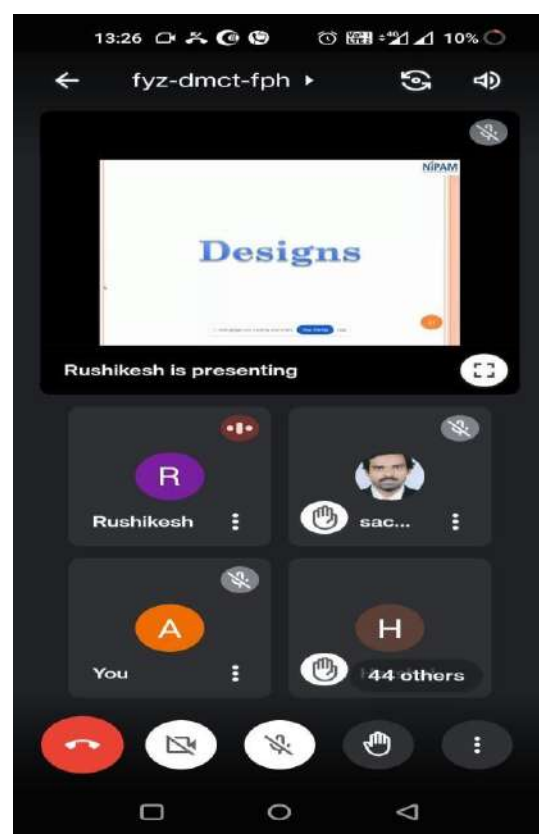 13:26 10%
fyz-dmct-fph
NiPAM
Designs
Rushikesh is presenting
R
Rushikesh
sac...
A
You
H
44 others